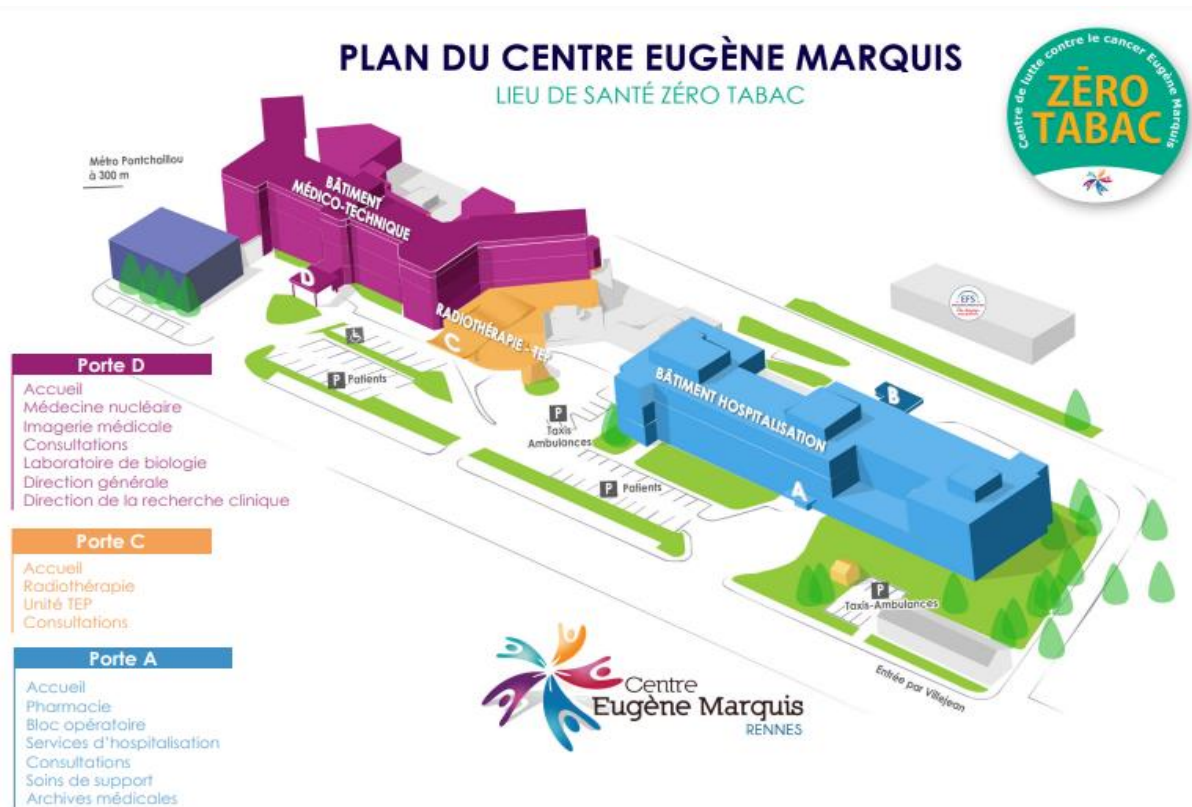 PLAN DU CENTRE EUGÈNE MARQUIS
LIEU DE SANTÉ ZÉRO TABAC
Centre de lutte contre le cancer Eugène Marquis
ZÉRO
TABAC
Métro Pontchaillou
à 300 m
BÂTIMENT
MÉDICO-TECHNIQUE
D
RADIOTHÉRAPIE - TEP
C
EFS
BÂTIMENT HOSPITALISATION
B
A
P Patients
P
Taxis
Ambulances
P Patients
P
Taxis-Ambulances
Entrée par Villejean
Porte D
Accueil
Médecine nucléaire
Imagerie médicale
Consultations
Laboratoire de biologie
Direction générale
Direction de la recherche clinique
Porte C
Accueil
Radiothérapie
Unité TEP
Consultations
Porte A
Accueil
Pharmacie
Bloc opératoire
Services d'hospitalisation
Consultations
Soins de support
Archives médicales
Centre
Eugène Marquis
RENNES